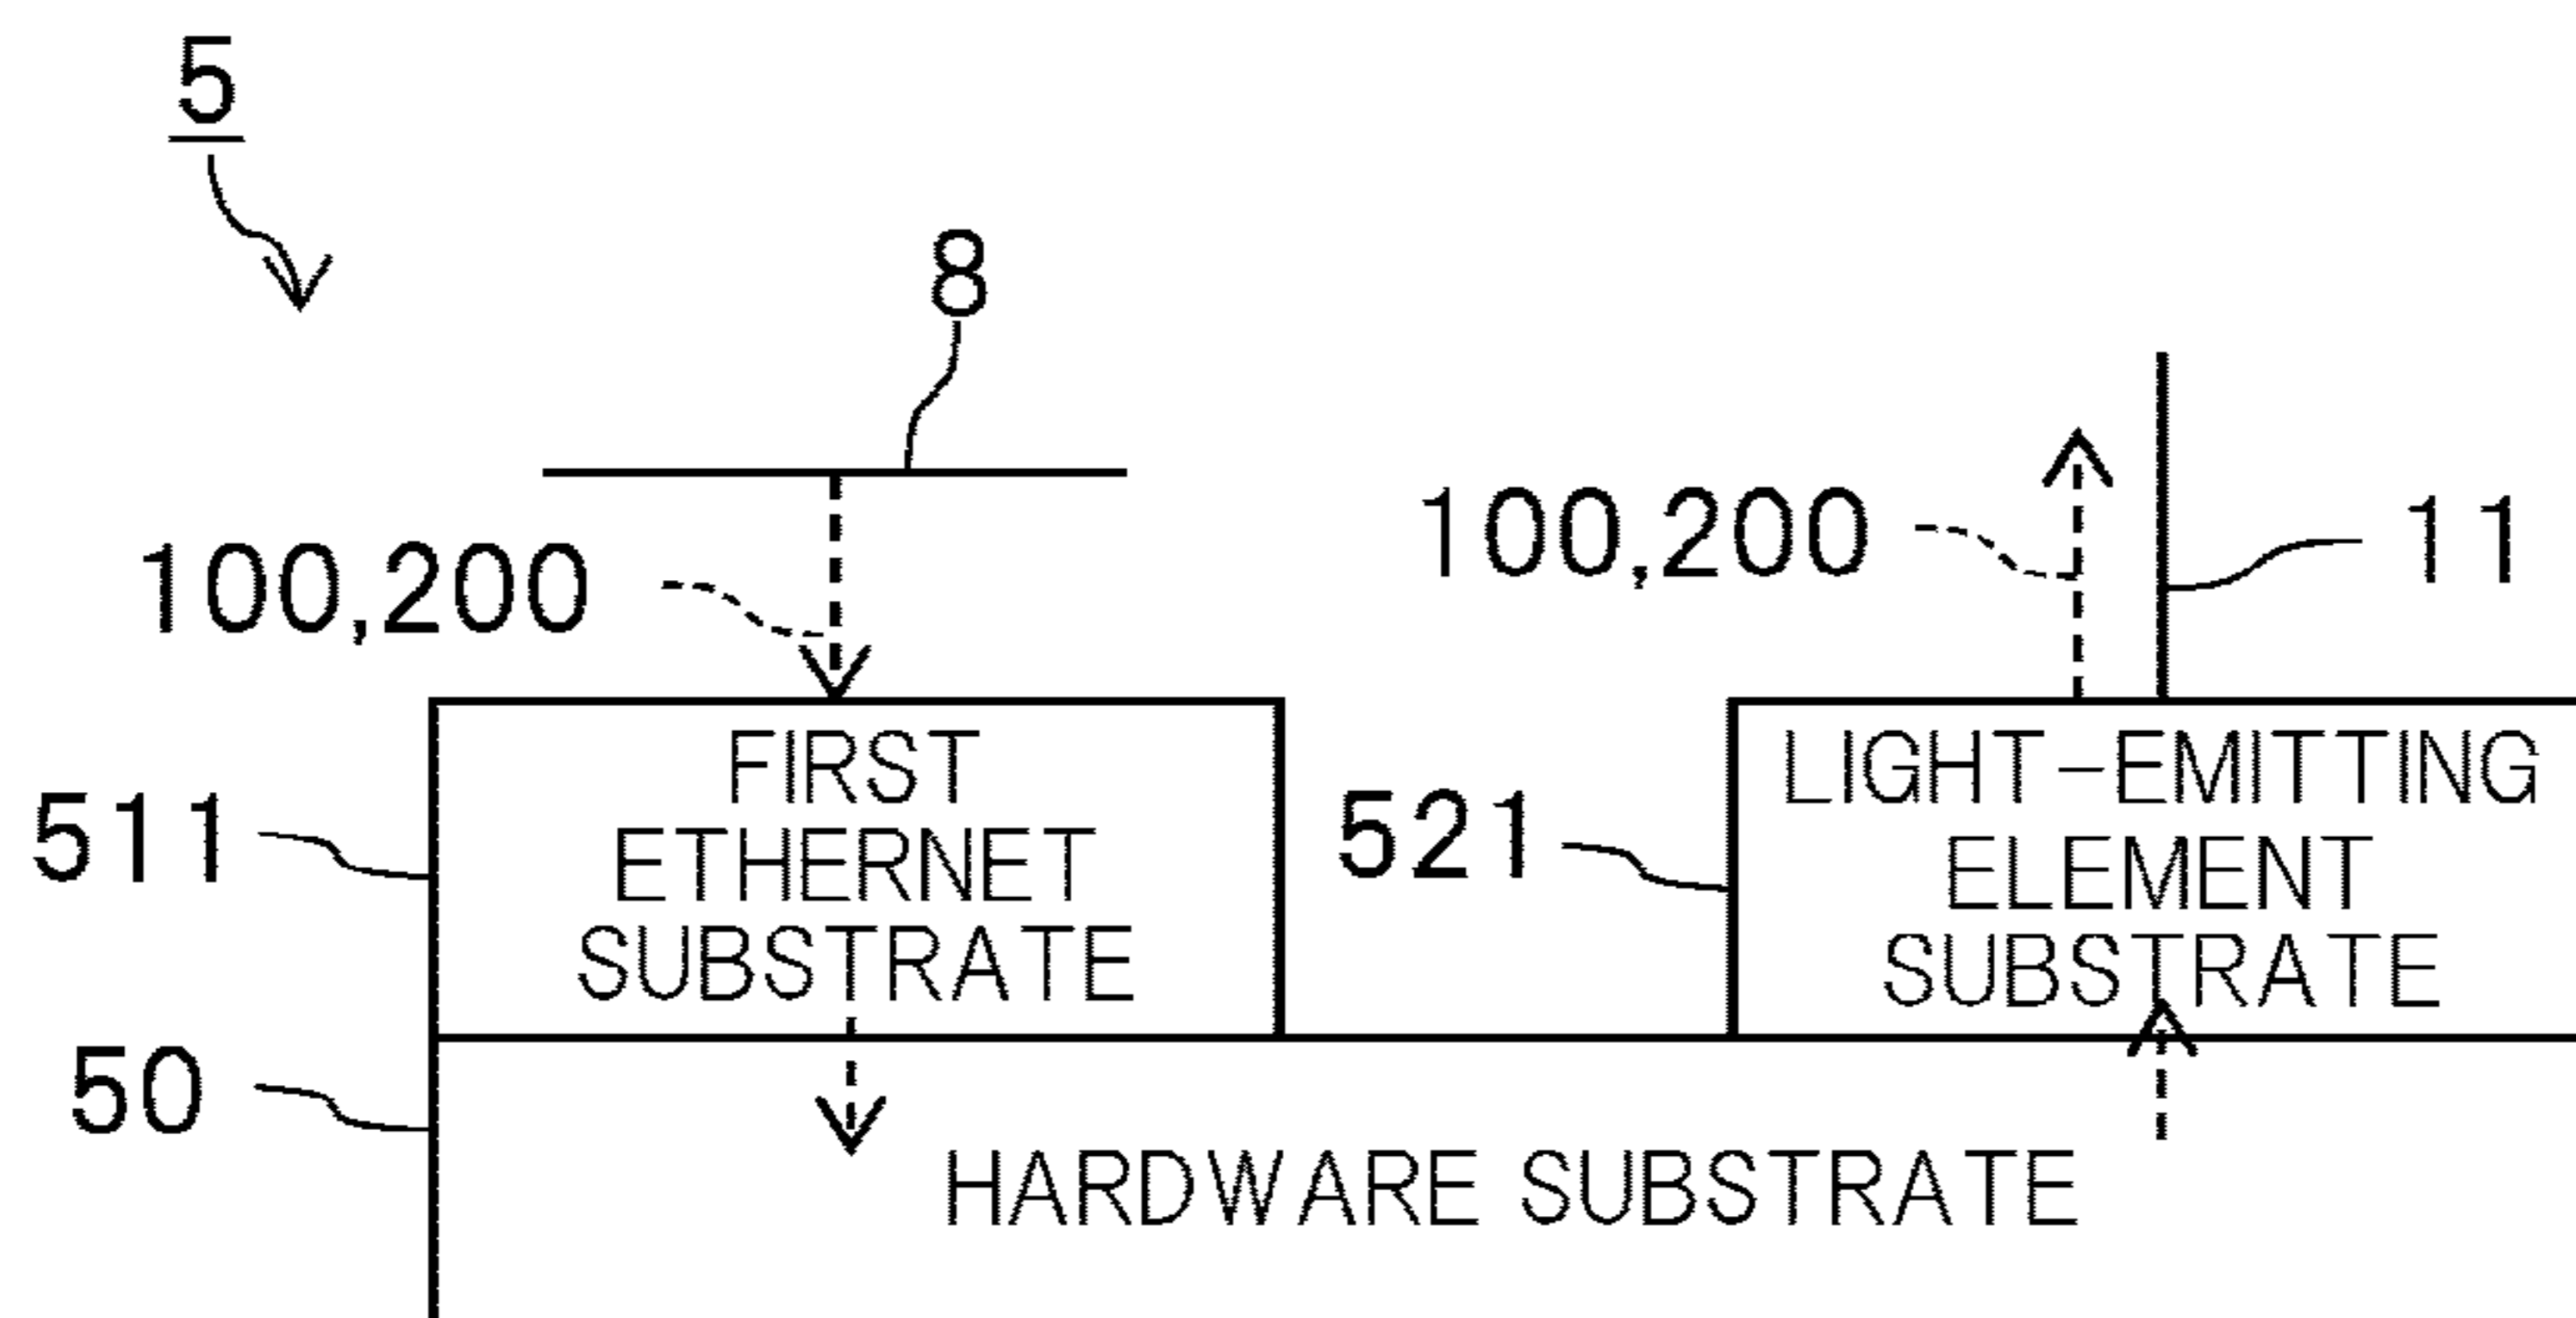 5
8
100,200
100,200
11
FIRST
ETHERNET
SUBSTRATE
511
LIGHT-EMITTING
ELEMENT
SUBSTRATE
521
50
HARDWARE SUBSTRATE